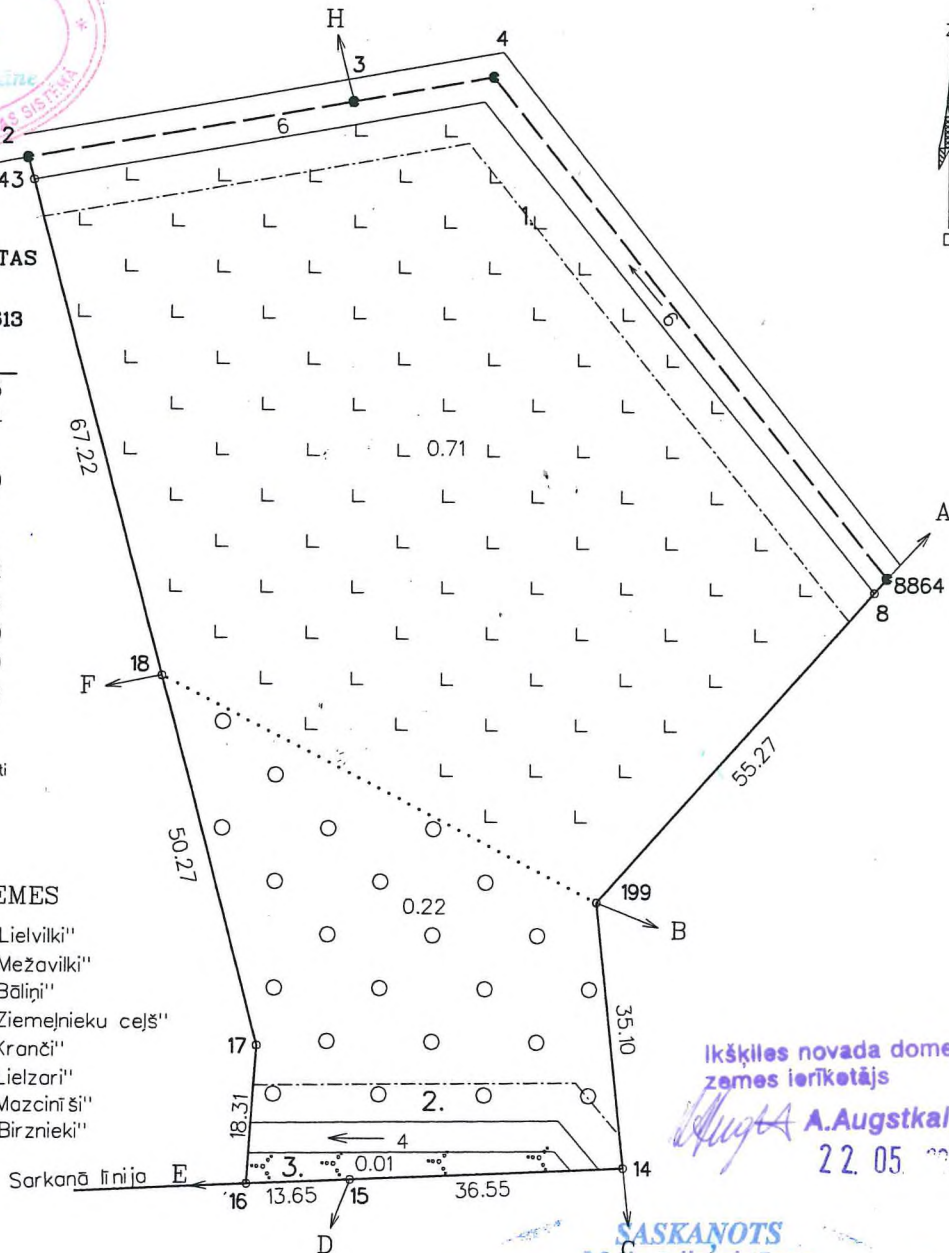 H
4
3
2
6
43
1.
TAS
613
6
67.22
0.71
A
8864
8
18
F
55.27
50.27
199
0.22
B
EMES
Lielvilki"
Mežavilki"
Bāliņi"
Ziemeļnieku ceļš"
Kranči"
Lielzari"
Mazciniši"
Birznieki"
35.10
17
Ikšķiles novada dome
zemes ierīkotājs
A.Augstkal
22. 05.
18.31
2.
4
3.
0.01
14
Sarkanā līnija E
16
13.65
15
36.55
D
C
SASKAŅOTS